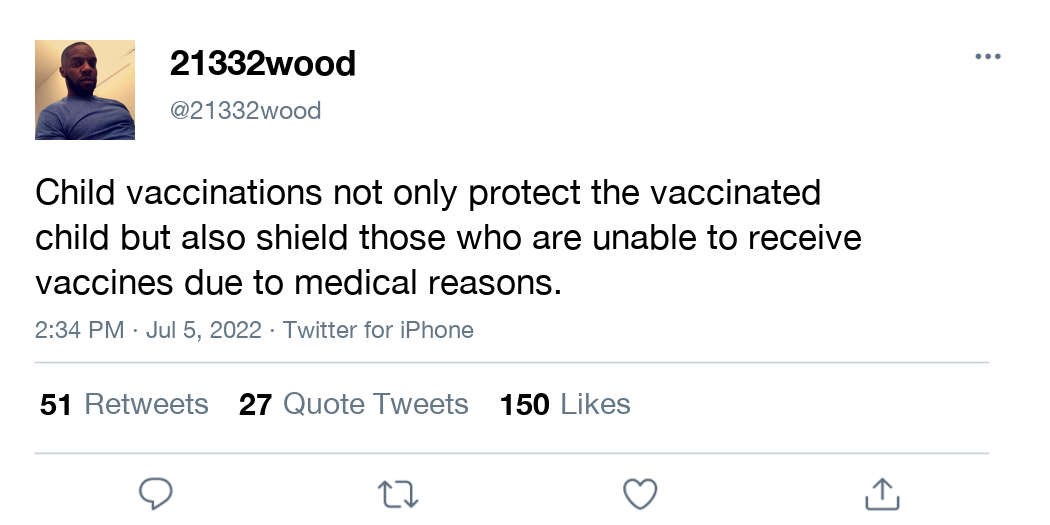 21332wood
@21332wood
Child vaccinations not only protect the vaccinated
child but also shield those who are unable to receive
vaccines due to medical reasons.
2:34 PM · Jul 5, 2022 · Twitter for iPhone
51 Retweets 27 Quote Tweets 150 Likes